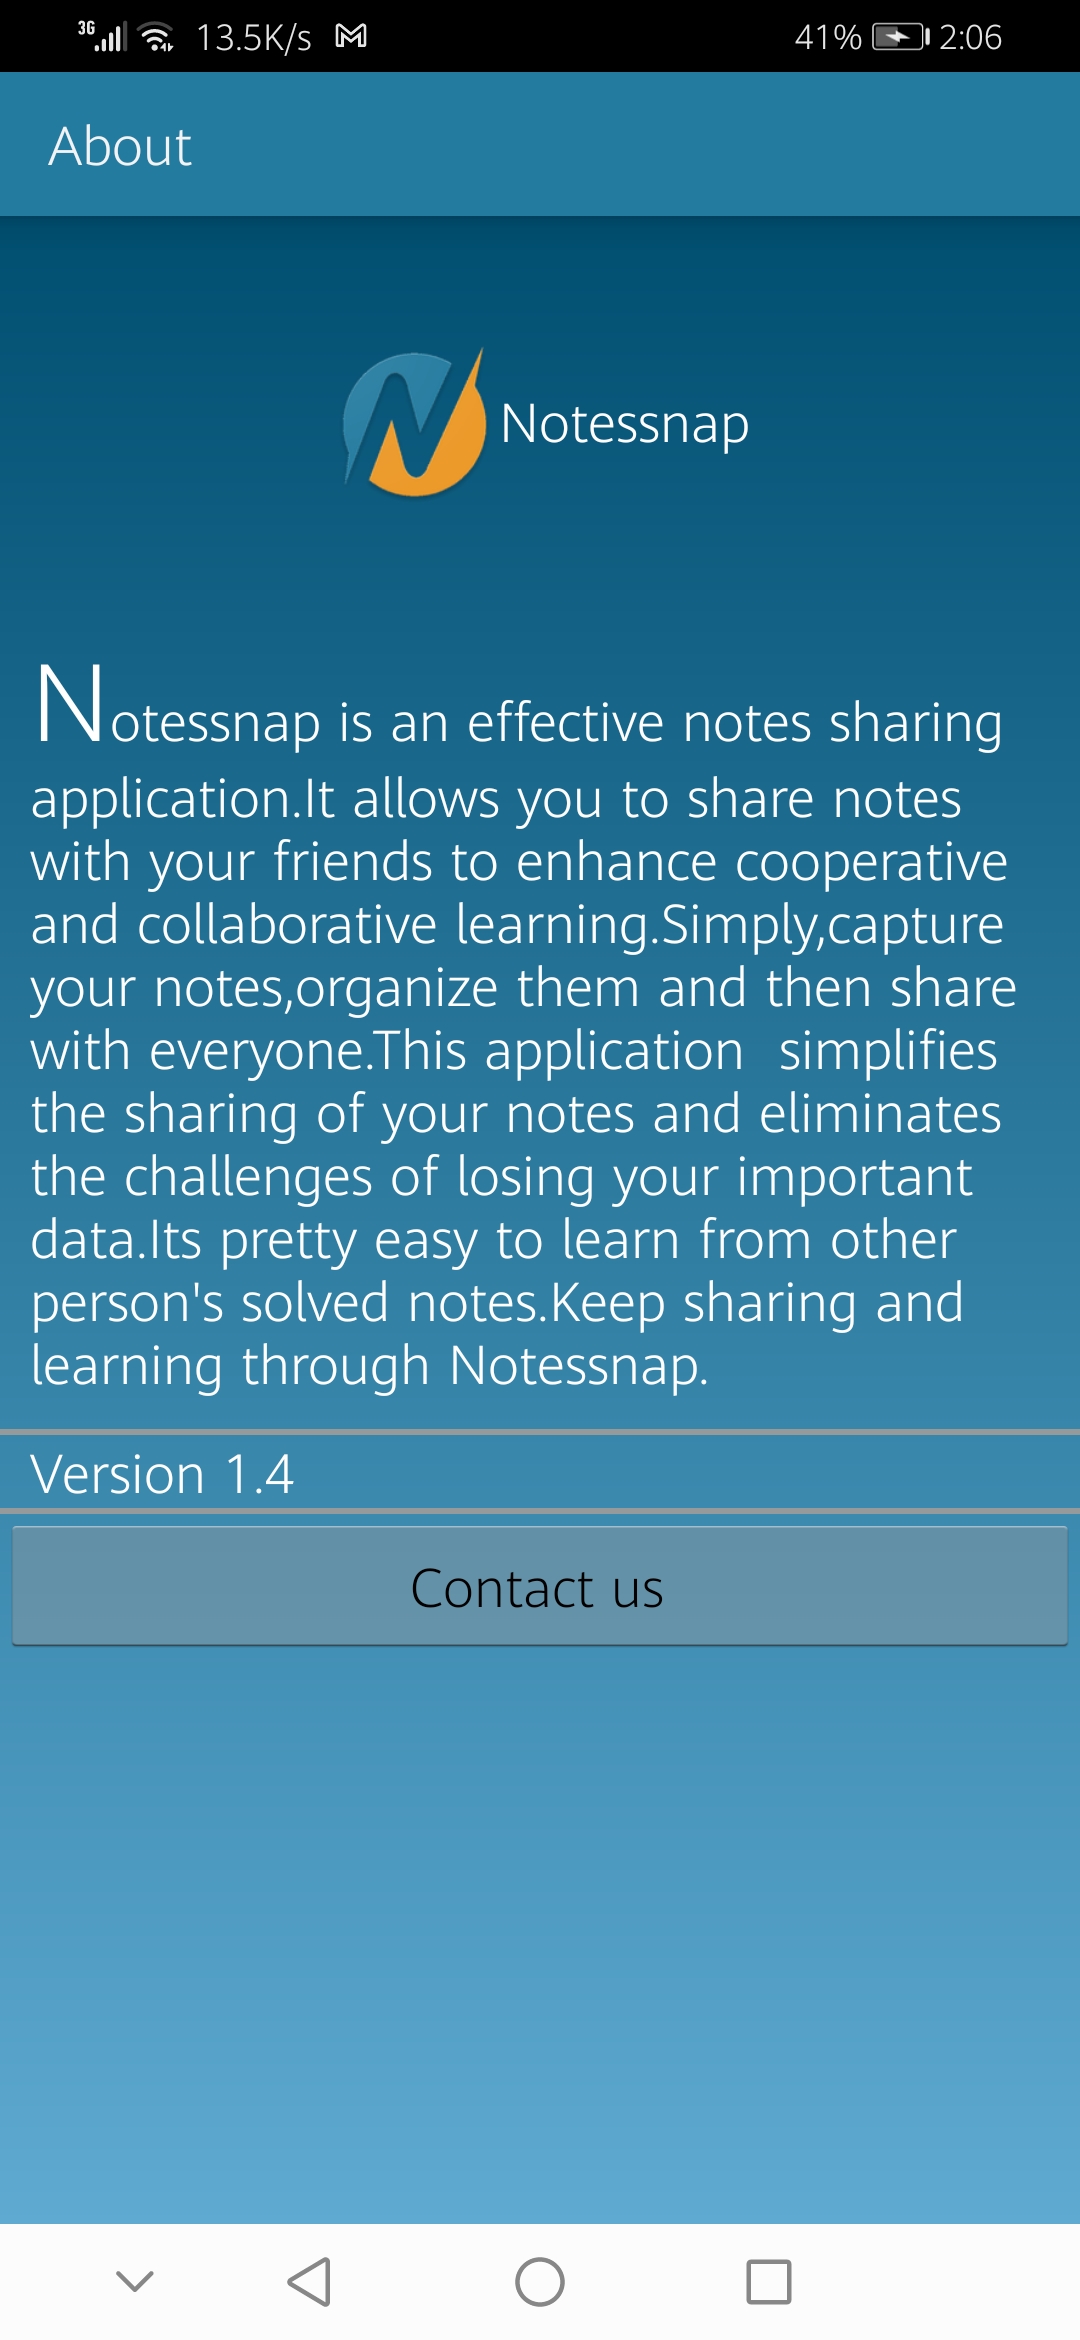 3G 13.5K/s 41% 2:06
About
Notessnap
Notessnap is an effective notes sharing
application.It allows you to share notes
with your friends to enhance cooperative
and collaborative learning.Simply,capture
your notes,organize them and then share
with everyone.This application  simplifies
the sharing of your notes and eliminates
the challenges of losing your important
data.Its pretty easy to learn from other
person's solved notes.Keep sharing and
learning through Notessnap.
Version 1.4
Contact us